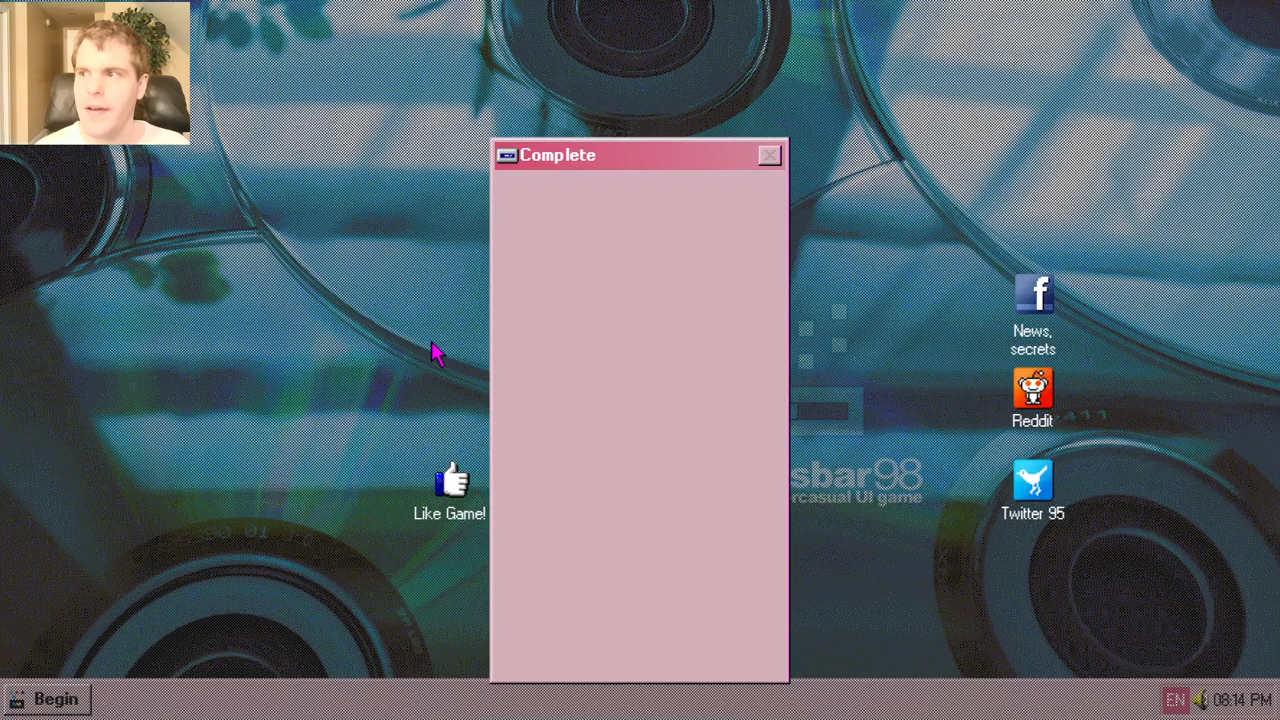 Complete
News,
secrets
Reddit
sbar98
rcasual UI game
Like Game!
Twitter 95
Begin
EN
08:14 PM